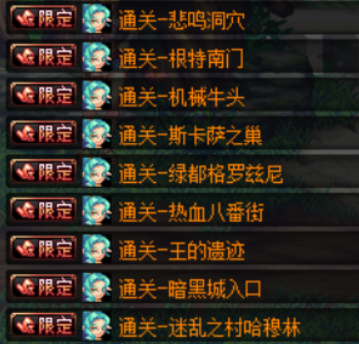 限定 通关-悲鸣洞穴
限定 通关-根特南门
限定 通关-机械牛头
限定 通关-斯卡萨之巢
限定 通关-绿都格罗兹尼
限定 通关-热血八番街
限定 通关-王的遗迹
限定 通关-暗黑城入口
限定 通关-迷乱之村哈穆林